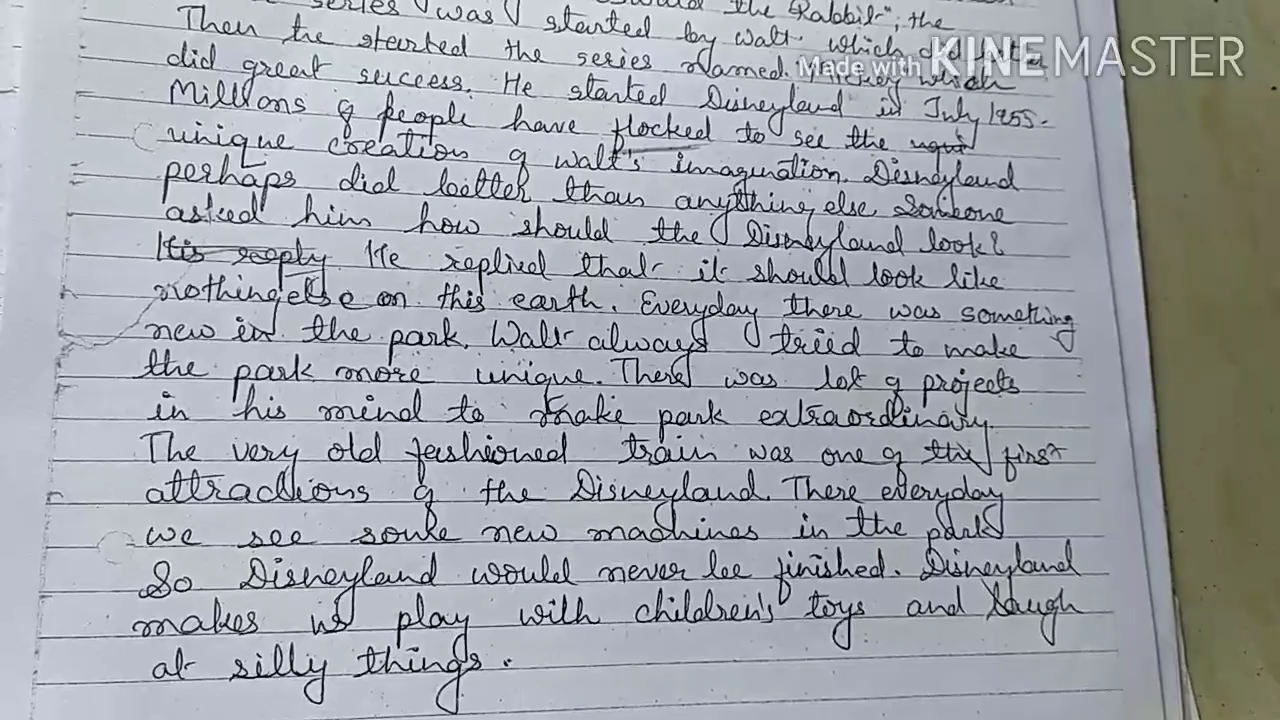 series was started the Rabbit", the
Then he started by Walt which
did great success. the series named which
Millions of people He started Disneyland in July 1955.
unique creation have flocked to see the
perhaps did of Walt's imagination. Disneyland
asked him better than anything else Someone
how should the Disneyland look?
His reply He replied that it should look like
nothing else on this earth. Everyday there was something
new in the park. Walt always tried to make
the park more unique. There was lot of projects
in his mind to make park extraordinary.
The very old fashioned train was one of the first
attractions of the Disneyland. There everyday
we see some new machines in the park
So Disneyland would never be finished. Disneyland
makes us play with children's toys and laugh
at silly things.
Made with KINEMASTER